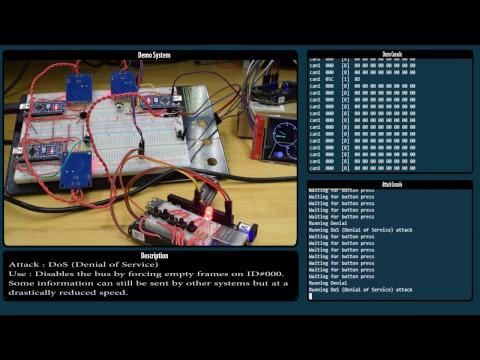 Demo System
Description
Attack : DoS (Denial of Service)
Use : Disables the bus by forcing empty frames on ID#000.
Some information can still be sent by other systems but at a
drastically reduced speed.
Demo Console
can1 000 [8] 00 00 00 00 00 00 00 00
can1 000 [8] 00 00 00 00 00 00 00 00
can1 000 [8] 00 00 00 00 00 00 00 00
can1 05C [1] 8D
can1 000 [8] 00 00 00 00 00 00 00 00
can1 000 [8] 00 00 00 00 00 00 00 00
can1 000 [8] 00 00 00 00 00 00 00 00
can1 000 [8] 00 00 00 00 00 00 00 00
can1 000 [8] 00 00 00 00 00 00 00 00
can1 000 [8] 00 00 00 00 00 00 00 00
can1 000 [8] 00 00 00 00 00 00 00 00
can1 000 [8] 00 00 00 00 00 00 00 00
can1 000 [8] 00 00 00 00 00 00 00 00
can1 000 [8] 00 00 00 00 00 00 00 00
can1 000 [8] 00 00 00 00 00 00 00 00
can1 000 [8] 00 00 00 00 00 00 00 00
can1 000 [8] 00 00 00 00 00 00 00 00
Attack Console
Waiting for button press
Waiting for button press
Waiting for button press
Waiting for button press
Waiting for button press
Running Denial
Running DoS (Denial of Service) attack
Waiting for button press
Waiting for button press
Waiting for button press
Waiting for button press
Waiting for button press
Waiting for button press
Waiting for button press
Running Denial
Running DoS (Denial of Service) attack